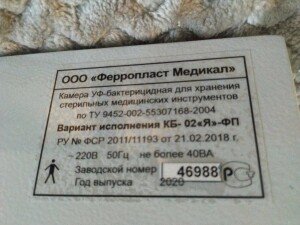 ООО «Ферропласт Медикал»
Камера УФ-бактерицидная для хранения
стерильных медицинских инструментов
по ТУ 9452-002-55307168-2004
Вариант исполнения КБ- 02«Я»-ФП
РУ № ФСР 2011/11193 от 21.02.2018 г.
~220В 50Гц не более 40ВА
Заводской номер 46988
Год выпуска 2020